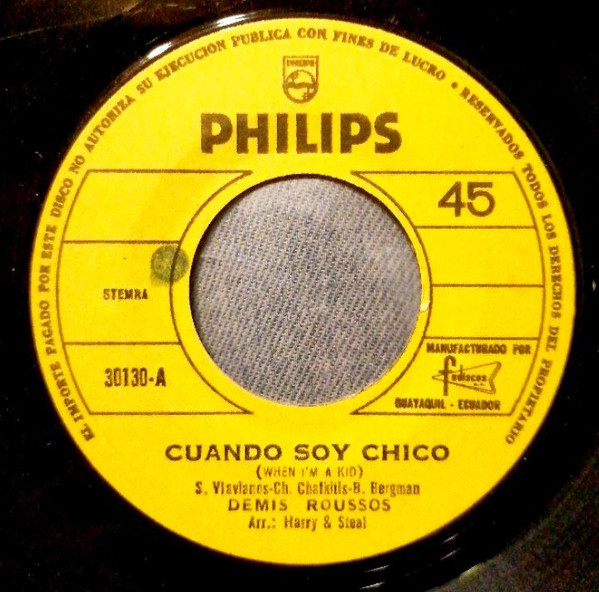 EL IMPORTE PAGADO POR ESTE DISCO NO AUTORIZA SU EJECUCION PUBLICA CON FINES DE LUCRO • RESERVADOS TODOS LOS DERECHOS DEL PROPIETARIO
PHILIPS
PHILIPS
45
STEMRA
30130-A
MANUFACTURADO POR
fediscos
GUAYAQUIL - ECUADOR
CUANDO SOY CHICO
(WHEN I'M A KID)
S. Vlavianos-Ch. Chalkitis-B. Bergman
DEMIS ROUSSOS
Arr.: Harry & Steal